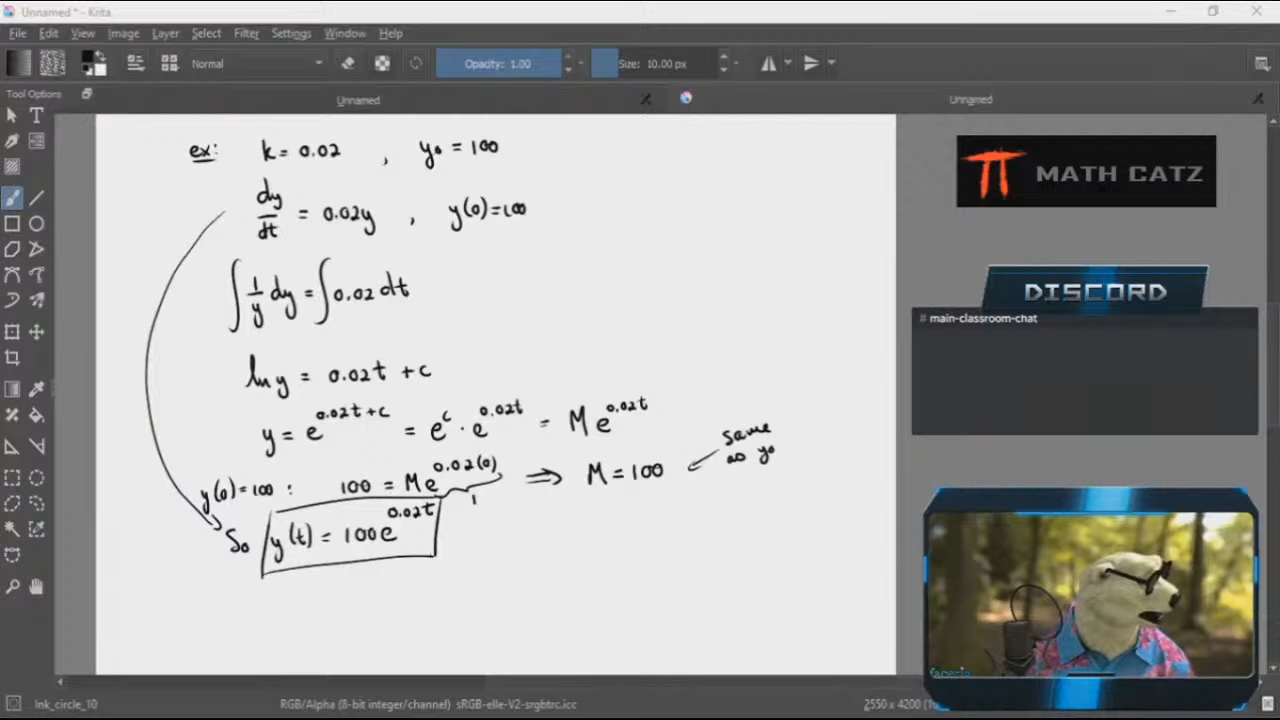 Unnamed * - Krita
File Edit View Image Layer Select Filter Settings Window Help
Normal Opacity: 1.00 Size: 10.00 px
Tool Options
Unnamed Unnamed
ex: k = 0.02 , y₀ = 100
dy/dt = 0.02y , y(0)=100
∫ 1/y dy = ∫ 0.02 dt
ln y = 0.02t + c
y = e^(0.02t+c) = e^c · e^(0.02t) = M e^(0.02t)
y(0)=100 : 100 = M e^(0.02(0)) ⇒ M = 100
1
same
as y₀
So y(t) = 100e^(0.02t)
π MATH CATZ
DISCORD
# main-classroom-chat
Ink_circle_10 RGB/Alpha (8-bit integer/channel) sRGB-elle-V2-srgbtrc.icc 2550 x 4200